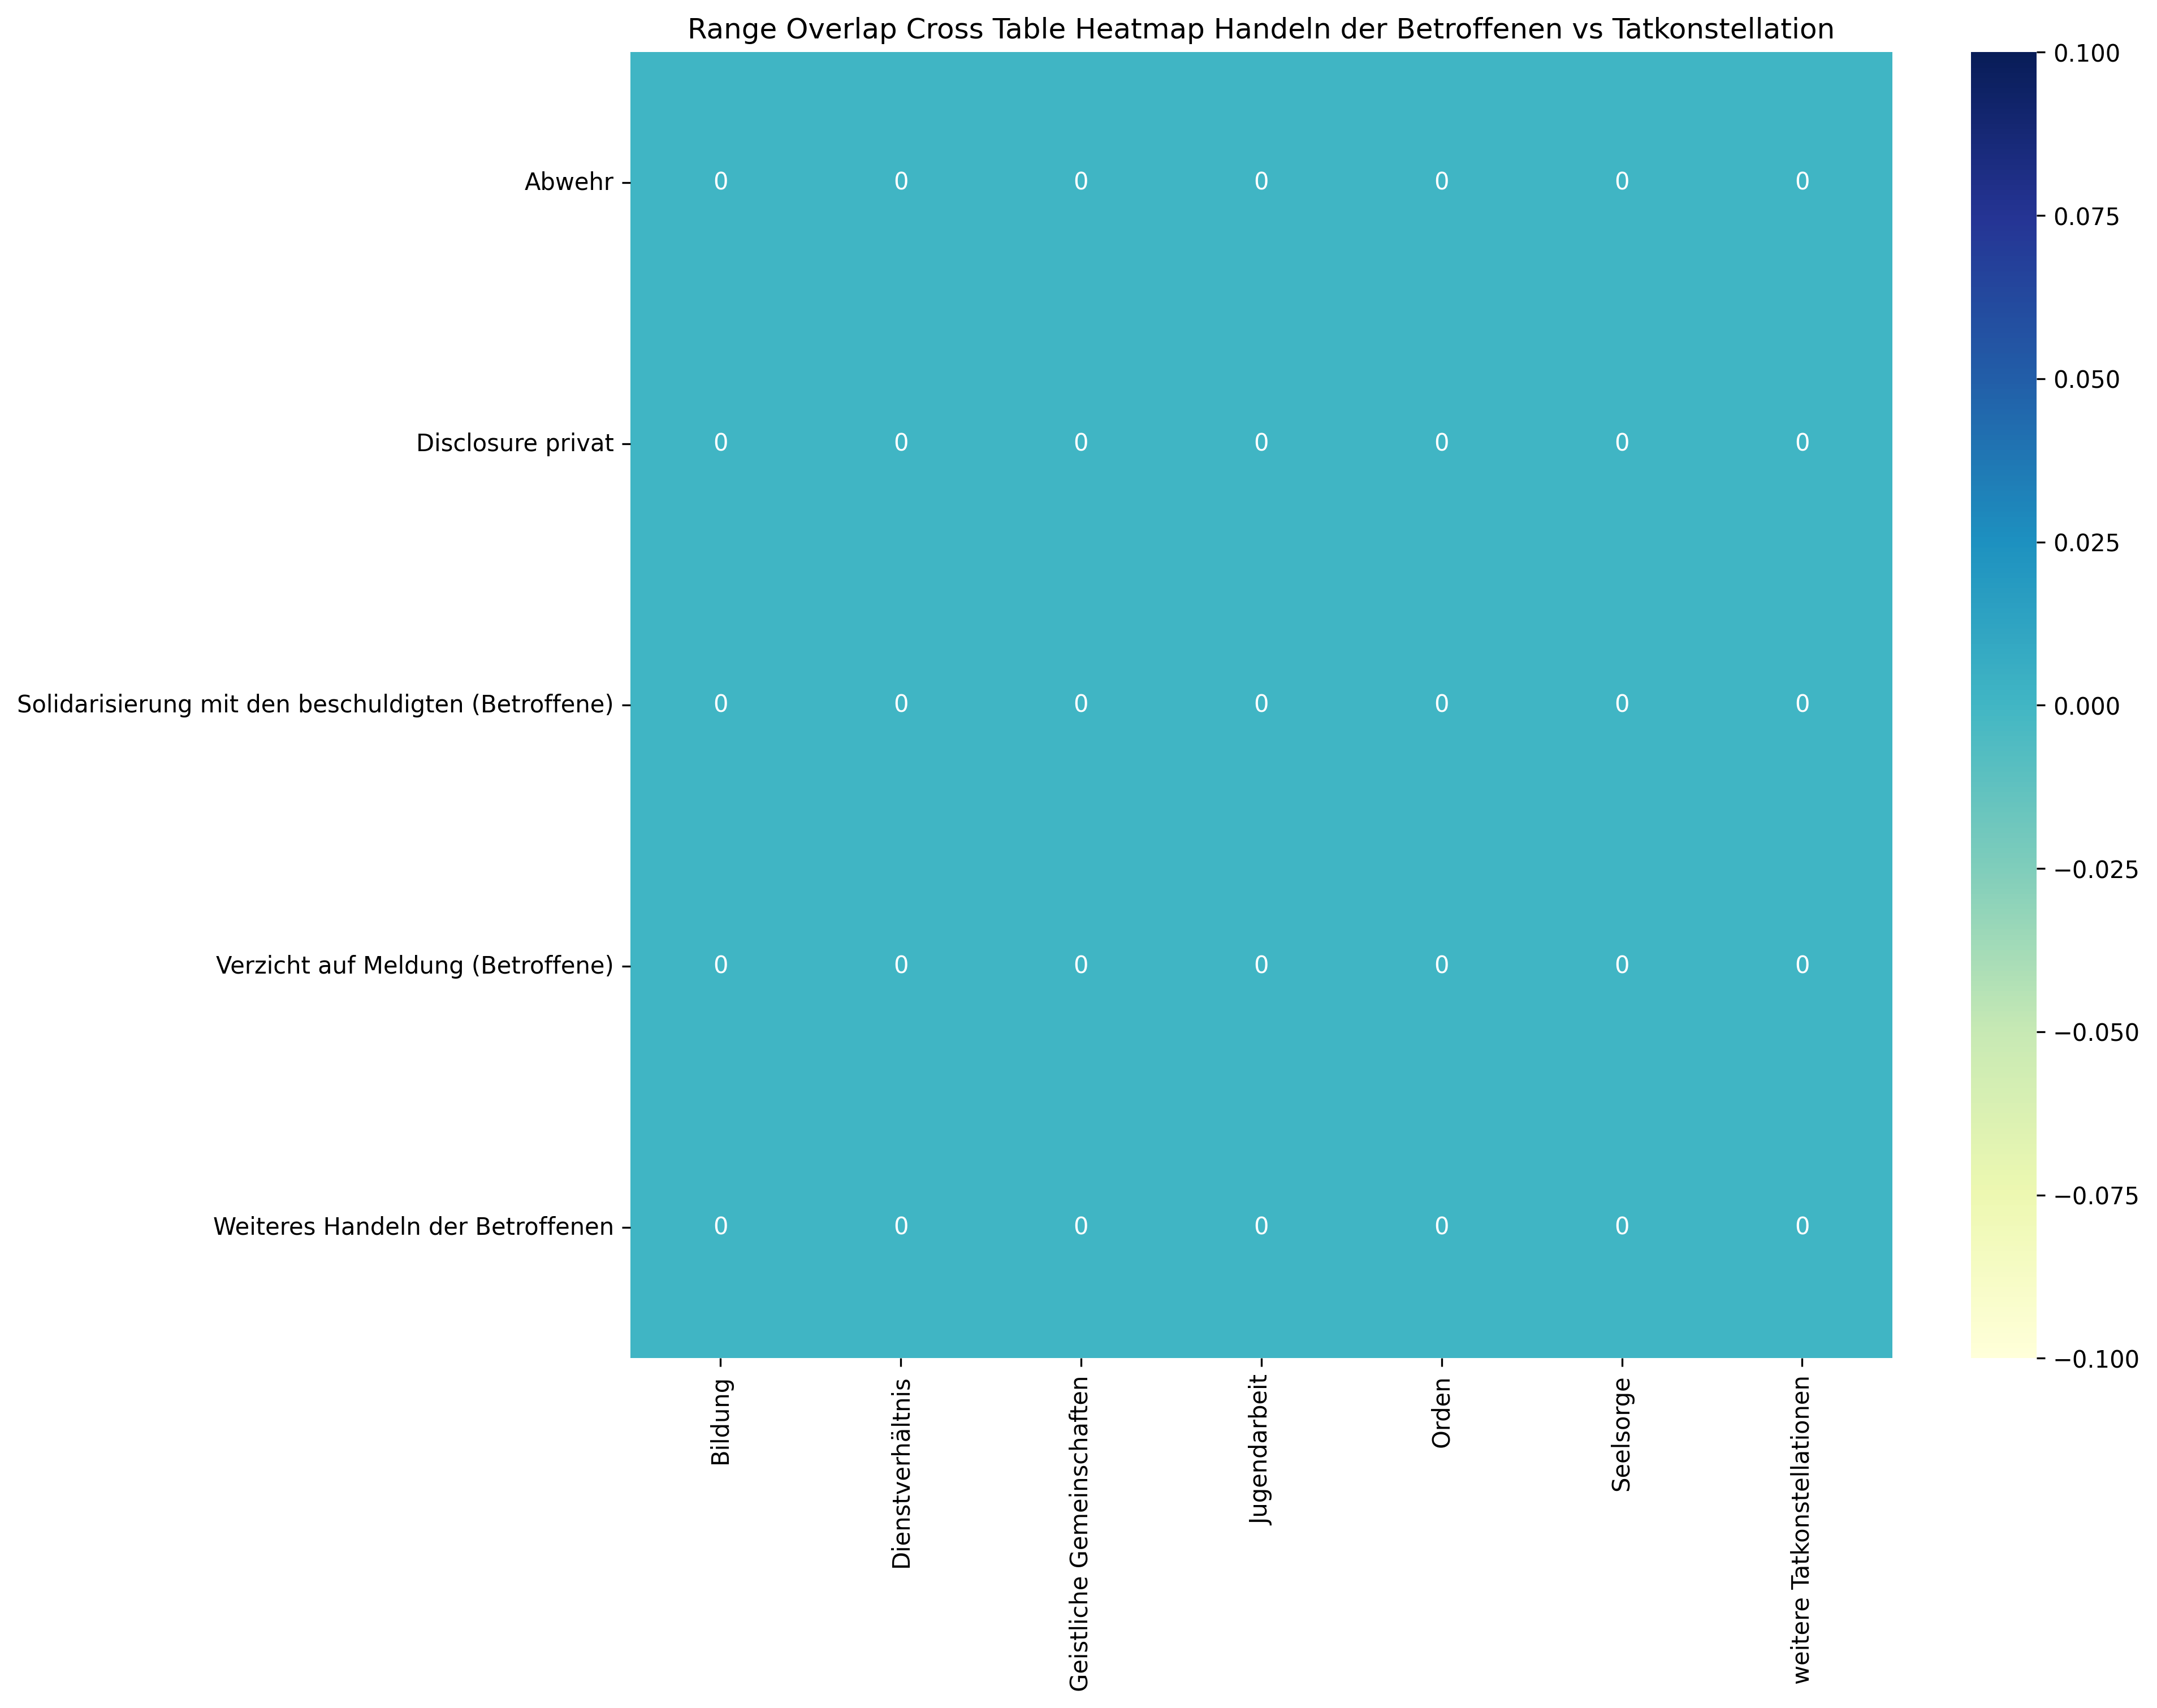 Range Overlap Cross Table Heatmap Handeln der Betroffenen vs Tatkonstellation
Abwehr 0 0 0 0 0 0 0
Disclosure privat 0 0 0 0 0 0 0
Solidarisierung mit den beschuldigten (Betroffene) 0 0 0 0 0 0 0
Verzicht auf Meldung (Betroffene) 0 0 0 0 0 0 0
Weiteres Handeln der Betroffenen 0 0 0 0 0 0 0
Bildung
Dienstverhältnis
Geistliche Gemeinschaften
Jugendarbeit
Orden
Seelsorge
weitere Tatkonstellationen
0.100
0.075
0.050
0.025
0.000
−0.025
−0.050
−0.075
−0.100